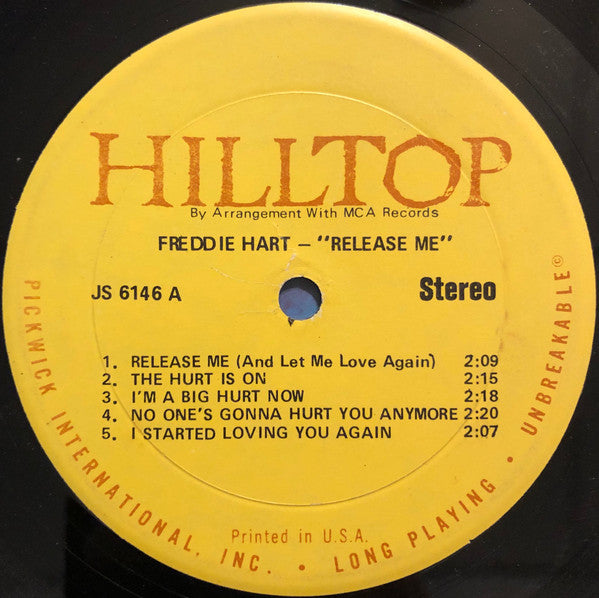 HILLTOP
By Arrangement With MCA Records
FREDDIE HART – "RELEASE ME"
JS 6146 A
Stereo
1. RELEASE ME (And Let Me Love Again) 2:09
2. THE HURT IS ON 2:15
3. I'M A BIG HURT NOW 2:18
4. NO ONE'S GONNA HURT YOU ANYMORE 2:20
5. I STARTED LOVING YOU AGAIN 2:07
Printed in U.S.A.
PICKWICK INTERNATIONAL, INC. • LONG PLAYING • UNBREAKABLE ©